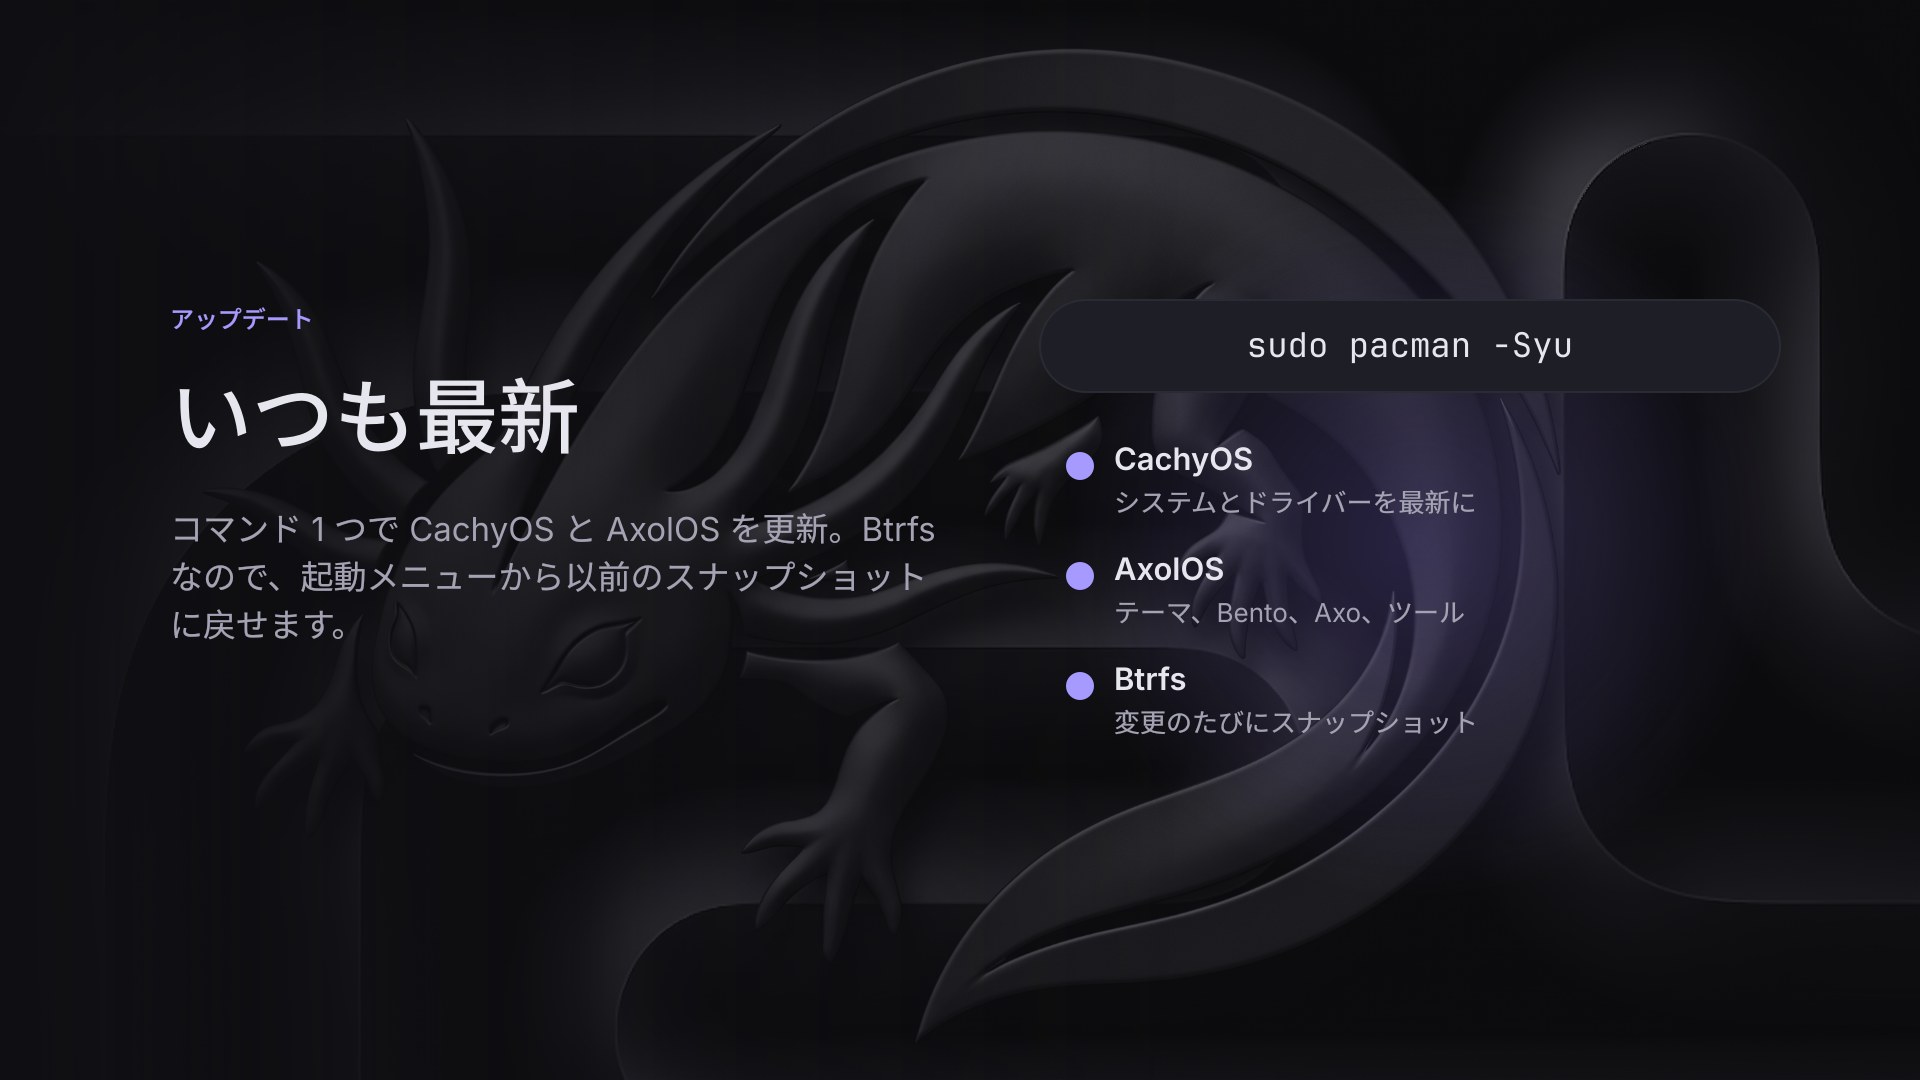 アップデート
いつも最新
コマンド 1 つで CachyOS と AxolOS を更新。Btrfs
なので、起動メニューから以前のスナップショット
に戻せます。
sudo pacman -Syu
CachyOS
システムとドライバーを最新に
AxolOS
テーマ、Bento、Axo、ツール
Btrfs
変更のたびにスナップショット